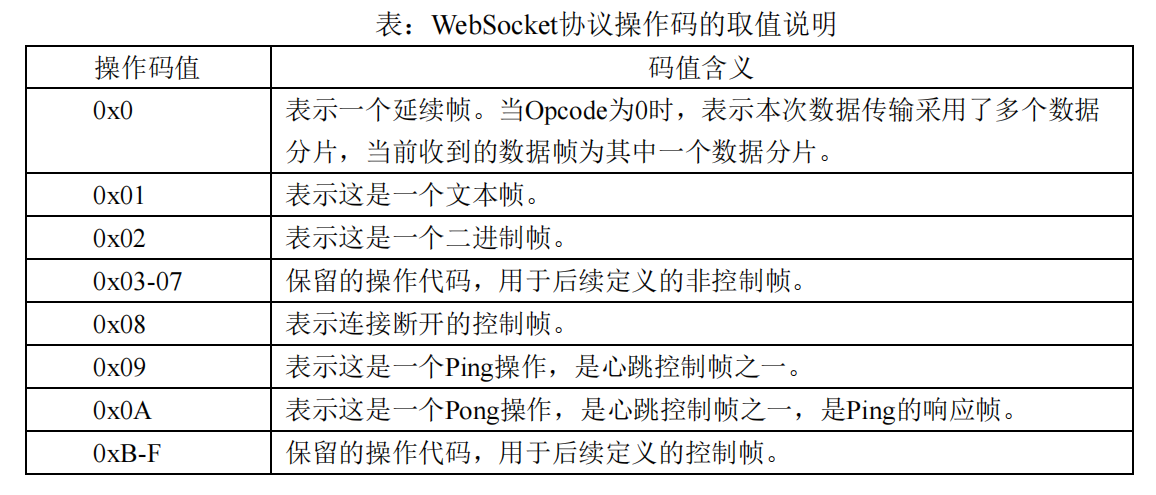 表：WebSocket协议操作码的取值说明
操作码值 码值含义
0x0 表示一个延续帧。当Opcode为0时，表示本次数据传输采用了多个数据
分片，当前收到的数据帧为其中一个数据分片。
0x01 表示这是一个文本帧。
0x02 表示这是一个二进制帧。
0x03-07 保留的操作代码，用于后续定义的非控制帧。
0x08 表示连接断开的控制帧。
0x09 表示这是一个Ping操作，是心跳控制帧之一。
0x0A 表示这是一个Pong操作，是心跳控制帧之一，是Ping的响应帧。
0xB-F 保留的操作代码，用于后续定义的控制帧。